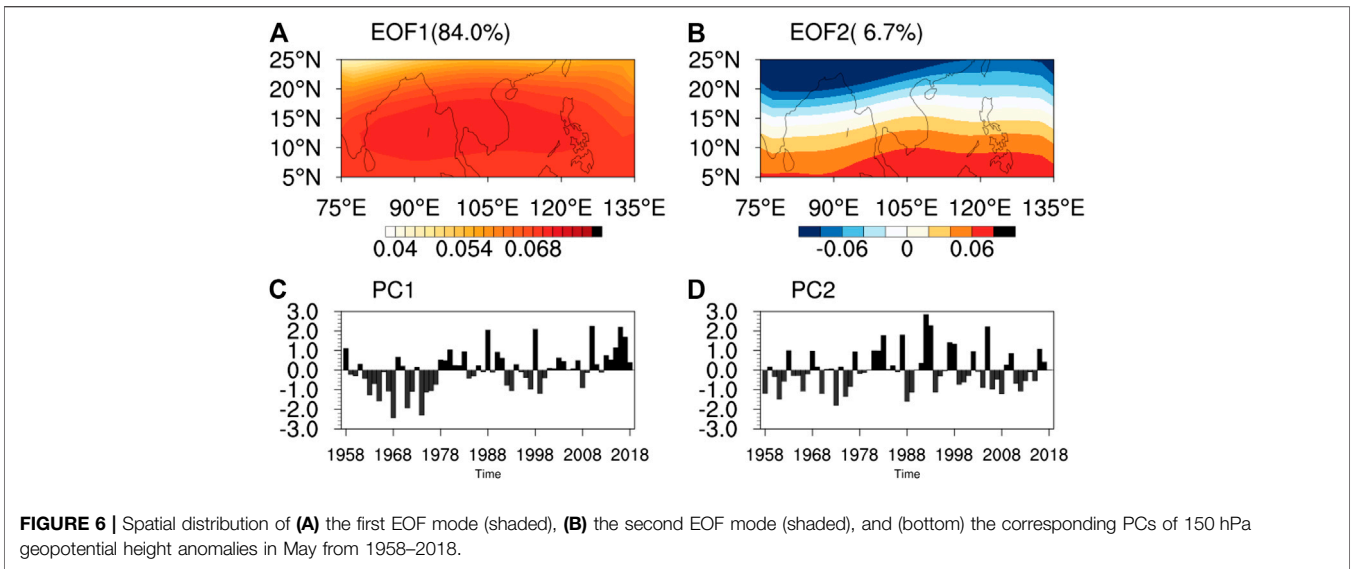 A EOF1(84.0%)
B EOF2( 6.7%)
25°N
20°N
15°N
10°N
5°N
75°E 90°E 105°E 120°E 135°E
0.04 0.054 0.068
25°N
20°N
15°N
10°N
5°N
75°E 90°E 105°E 120°E 135°E
-0.06 0 0.06
C PC1
3.0
2.0
1.0
0.0
-1.0
-2.0
-3.0
1958 1968 1978 1988 1998 2008 2018
Time
D PC2
3.0
2.0
1.0
0.0
-1.0
-2.0
-3.0
1958 1968 1978 1988 1998 2008 2018
Time
FIGURE 6 | Spatial distribution of (A) the first EOF mode (shaded), (B) the second EOF mode (shaded), and (bottom) the corresponding PCs of 150 hPa
geopotential height anomalies in May from 1958–2018.